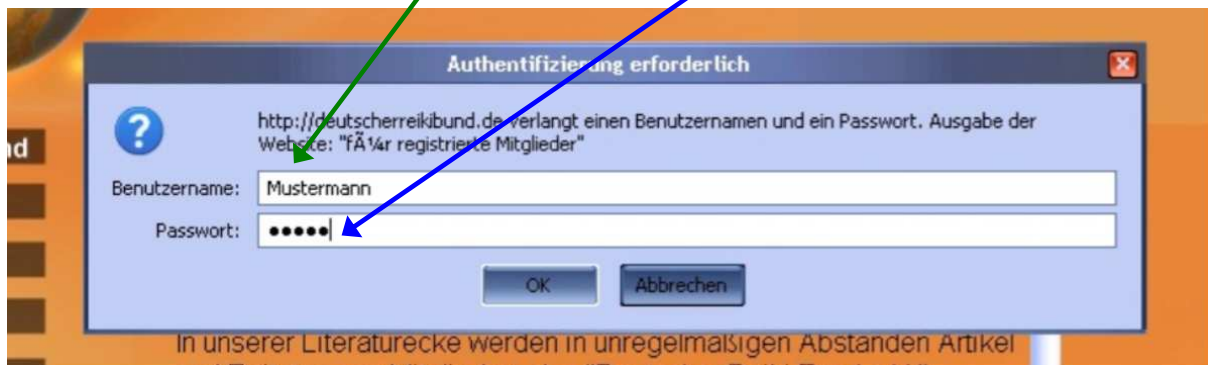 Authentifizierung erforderlich
http://deutscherreikibund.de verlangt einen Benutzernamen und ein Passwort. Ausgabe der
Website: "fÃ¼r registrierte Mitglieder"
nd
Benutzername: Mustermann
Passwort: •••••
OK Abbrechen
In unserer Literaturecke werden in unregelmäßigen Abständen Artikel